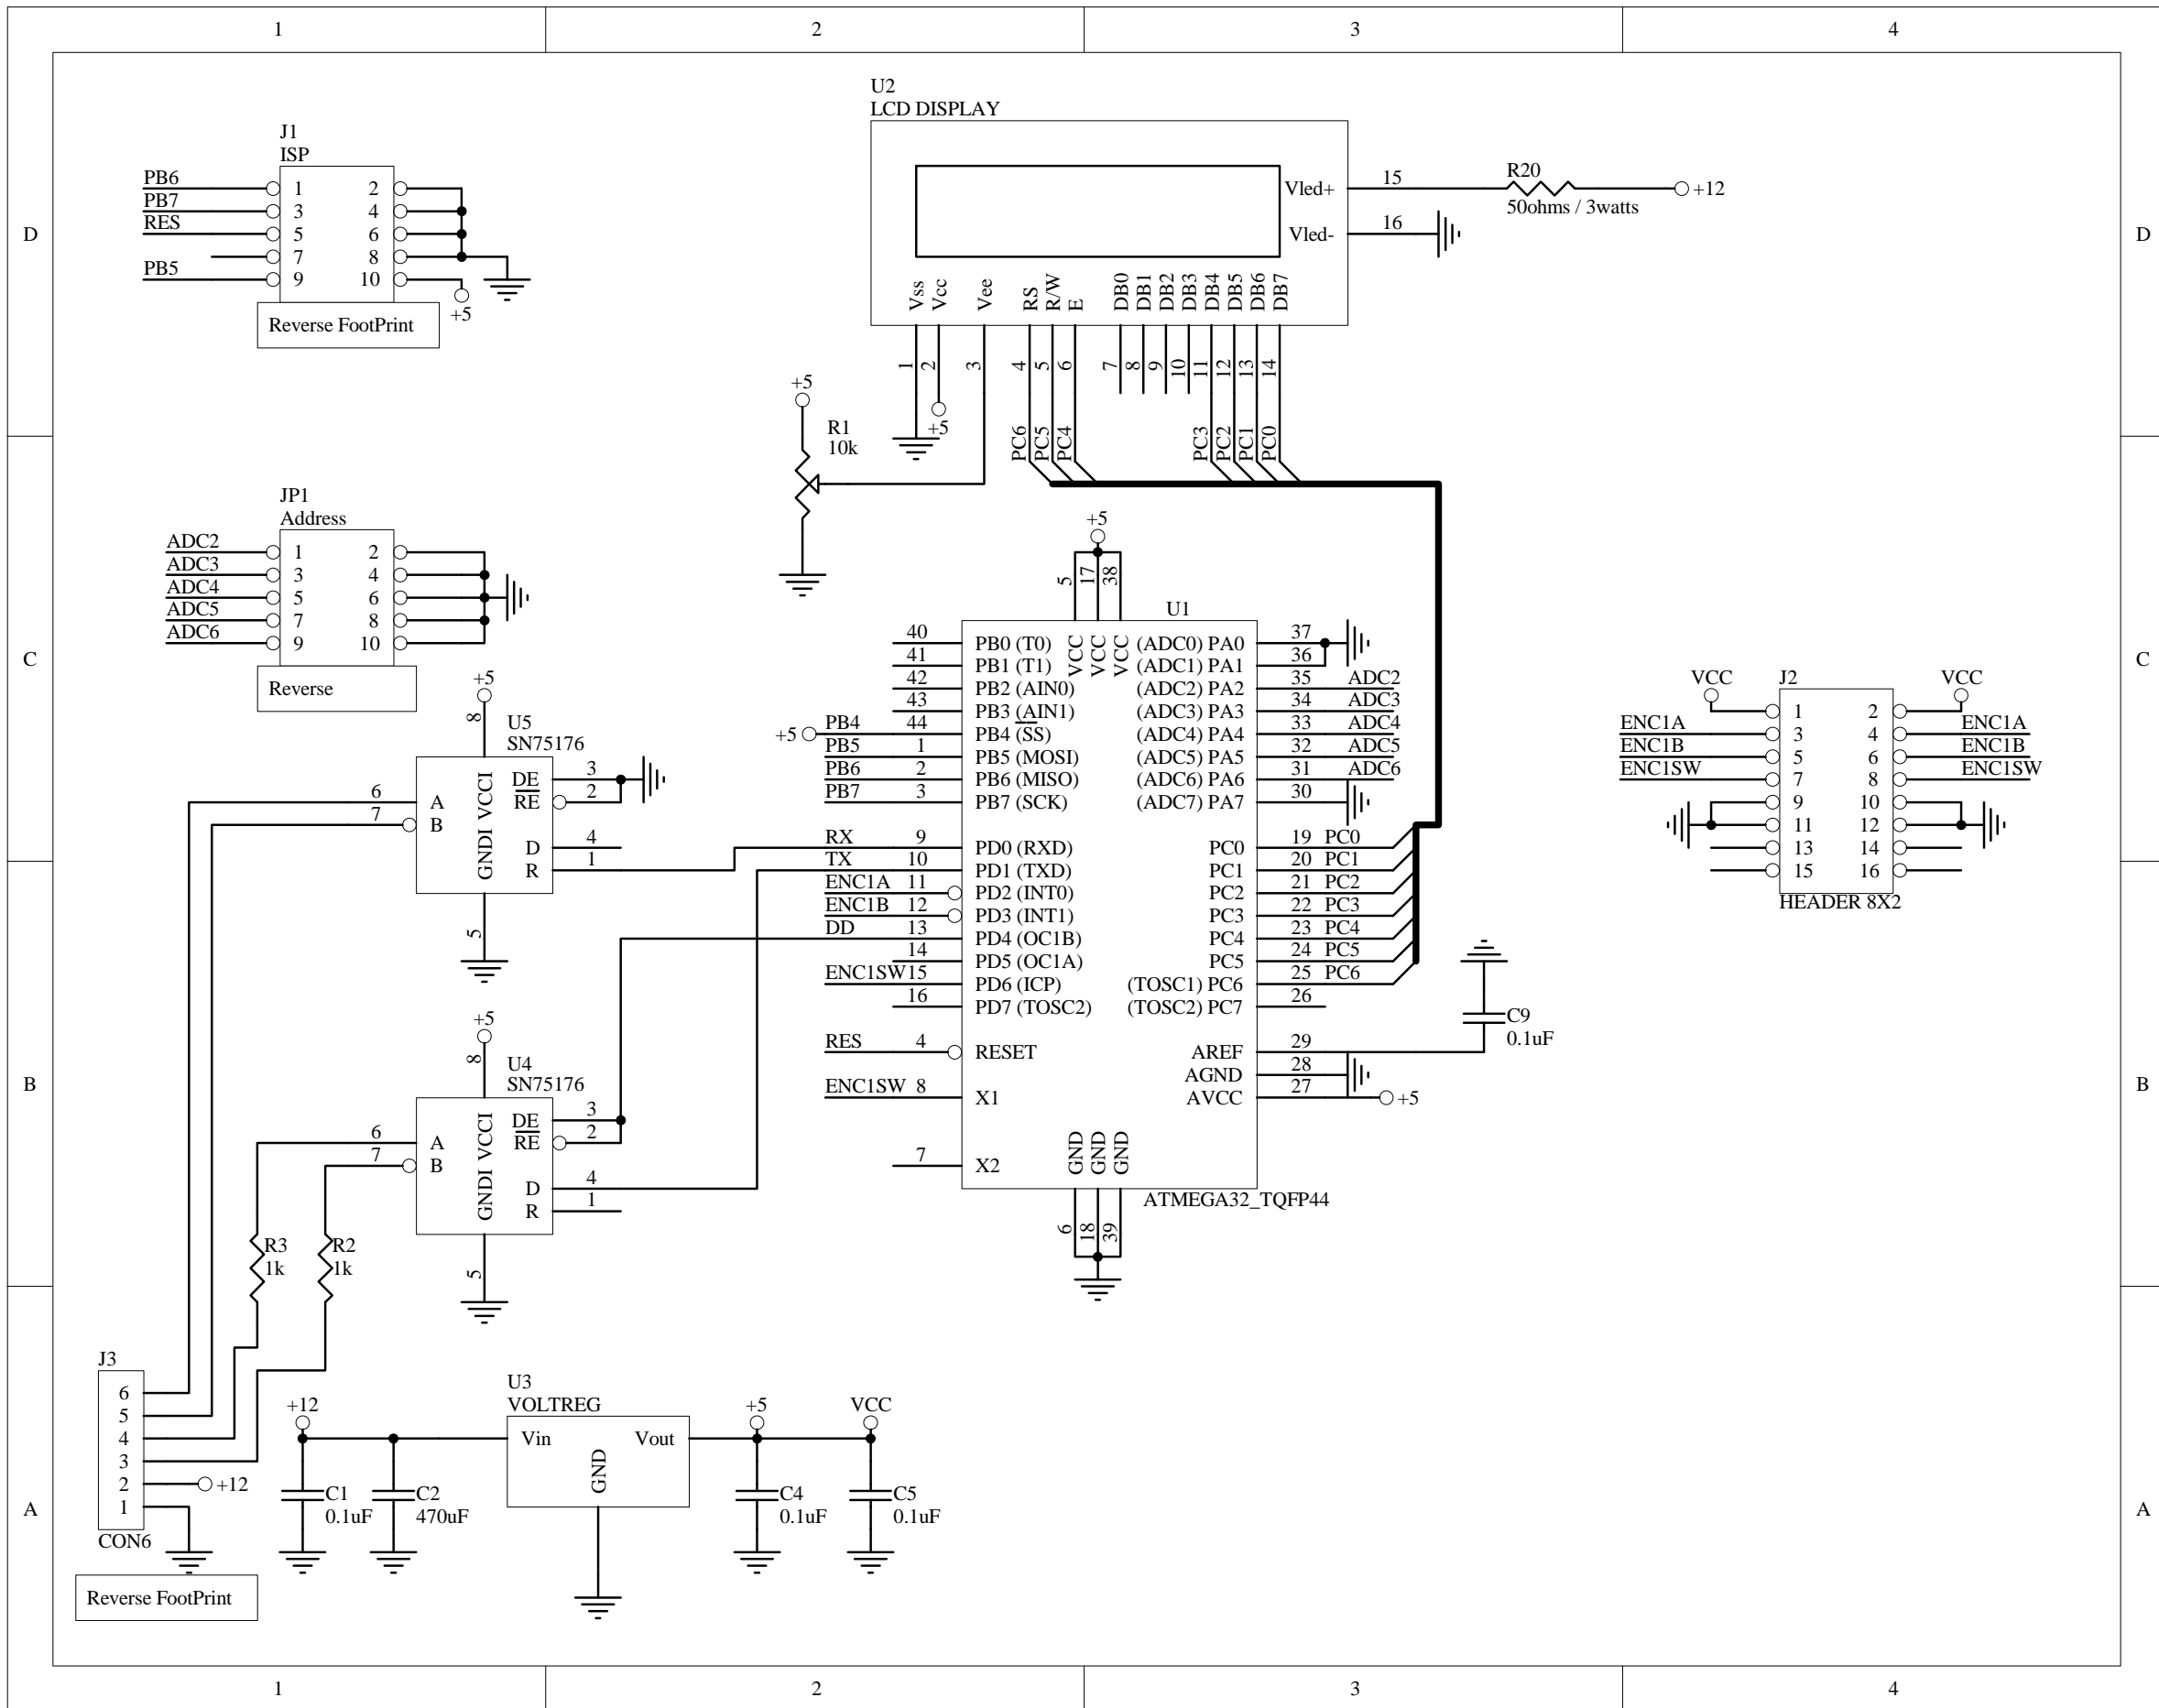 1 2 3 4
D
C
B
A
D
C
B
A
1 2 3 4
J1
ISP
PB6 1 2
PB7 3 4
RES 5 6
7 8
PB5 9 10
+5
Reverse FootPrint
U2
LCD DISPLAY
Vled+ 15
R20
50ohms / 3watts
+12
Vled- 16
Vss Vcc Vee RS R/W E DB0 DB1 DB2 DB3 DB4 DB5 DB6 DB7
1 2 3 4 5 6 7 8 9 10 11 12 13 14
+5
+5
R1
10k
PC6 PC5 PC4 PC3 PC2 PC1 PC0
JP1
Address
ADC2 1 2
ADC3 3 4
ADC4 5 6
ADC5 7 8
ADC6 9 10
Reverse
+5
8
U5
SN75176
6 A
7 B
GNDI VCCI
DE 3
RE 2
D 4
R 1
5
+5
8
U4
SN75176
6 A
7 B
GNDI VCCI
DE 3
RE 2
D 4
R 1
5
R3
1k
R2
1k
+5
5 17 38
U1
VCC VCC VCC
40 PB0 (T0)
41 PB1 (T1)
42 PB2 (AIN0)
43 PB3 (AIN1)
+5 PB4 44 PB4 (SS)
PB5 1 PB5 (MOSI)
PB6 2 PB6 (MISO)
PB7 3 PB7 (SCK)
RX 9 PD0 (RXD)
TX 10 PD1 (TXD)
ENC1A 11 PD2 (INT0)
ENC1B 12 PD3 (INT1)
DD 13 PD4 (OC1B)
14 PD5 (OC1A)
ENC1SW 15 PD6 (ICP)
16 PD7 (TOSC2)
RES 4 RESET
ENC1SW 8 X1
7 X2
(ADC0) PA0 37
(ADC1) PA1 36
(ADC2) PA2 35 ADC2
(ADC3) PA3 34 ADC3
(ADC4) PA4 33 ADC4
(ADC5) PA5 32 ADC5
(ADC6) PA6 31 ADC6
(ADC7) PA7 30
PC0 19 PC0
PC1 20 PC1
PC2 21 PC2
PC3 22 PC3
PC4 23 PC4
PC5 24 PC5
(TOSC1) PC6 25 PC6
(TOSC2) PC7 26
AREF 29
AGND 28
AVCC 27 +5
GND GND GND
6 18 39
ATMEGA32_TQFP44
C9
0.1uF
VCC J2 VCC
1 2
ENC1A 3 4 ENC1A
ENC1B 5 6 ENC1B
ENC1SW 7 8 ENC1SW
9 10
11 12
13 14
15 16
HEADER 8X2
J3
6
5
4
3
2 +12
1
CON6
Reverse FootPrint
+12
C1
0.1uF
C2
470uF
U3
VOLTREG
Vin Vout
GND
+5 VCC
C4
0.1uF
C5
0.1uF